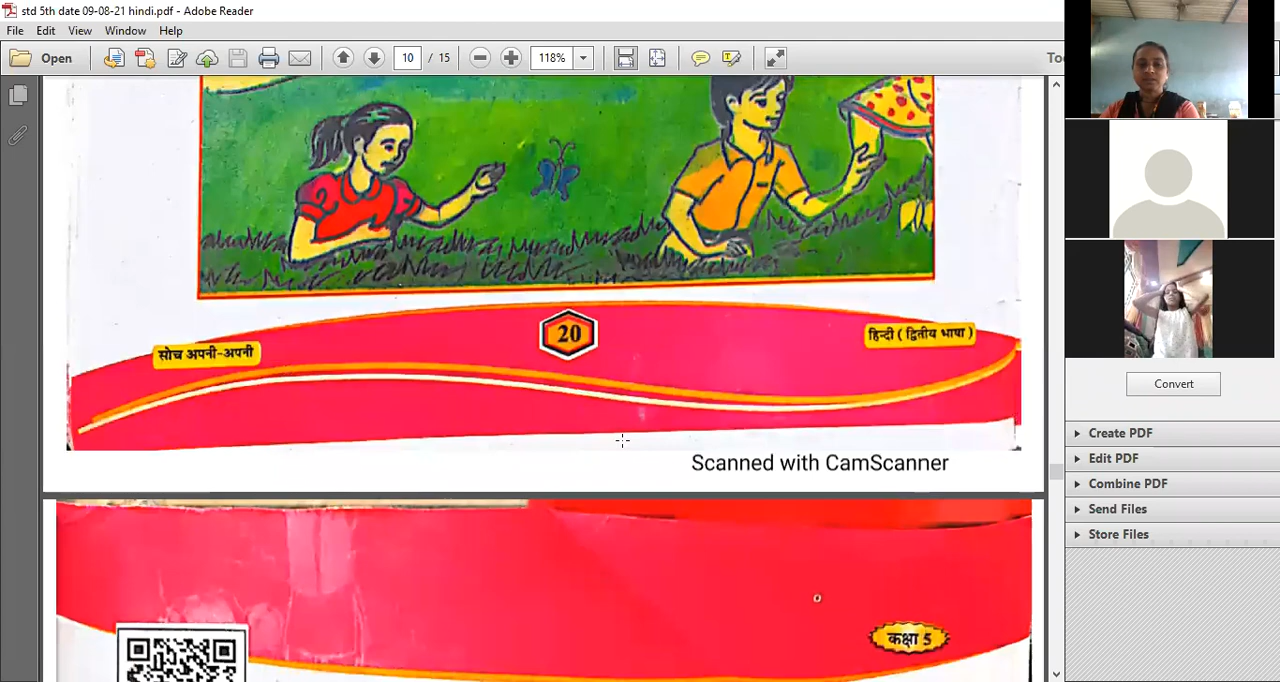 std 5th date 09-08-21 hindi.pdf - Adobe Reader
File Edit View Window Help
Open 10 / 15 118% To
सोच अपनी-अपनी 20 हिन्दी ( द्वितीय भाषा )
Scanned with CamScanner
कक्षा 5
Convert
Create PDF
Edit PDF
Combine PDF
Send Files
Store Files